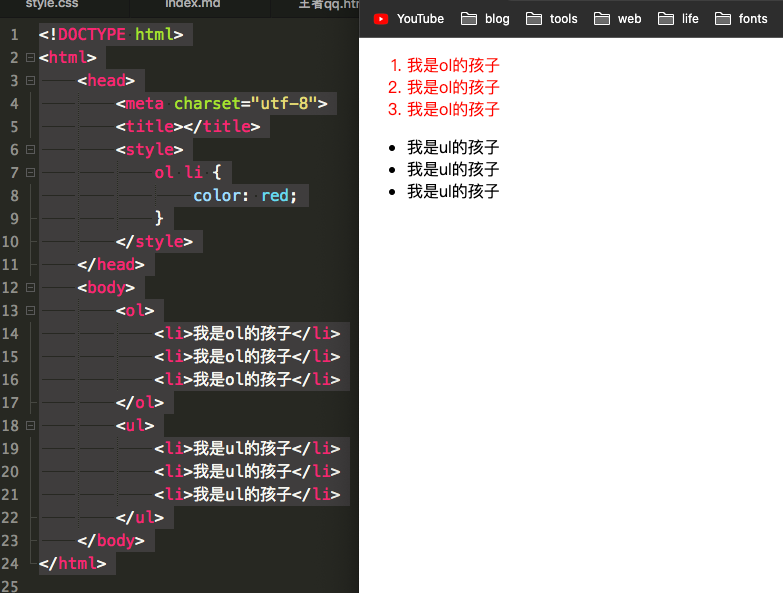 style.css index.md 王者qq.htm
1 <!DOCTYPE html>
2 <html>
3 <head>
4 <meta charset="utf-8">
5 <title></title>
6 <style>
7 ol li {
8 color: red;
9 }
10 </style>
11 </head>
12 <body>
13 <ol>
14 <li>我是ol的孩子</li>
15 <li>我是ol的孩子</li>
16 <li>我是ol的孩子</li>
17 </ol>
18 <ul>
19 <li>我是ul的孩子</li>
20 <li>我是ul的孩子</li>
21 <li>我是ul的孩子</li>
22 </ul>
23 </body>
24 </html>
25
YouTube blog tools web life fonts
1. 我是ol的孩子
2. 我是ol的孩子
3. 我是ol的孩子
• 我是ul的孩子
• 我是ul的孩子
• 我是ul的孩子